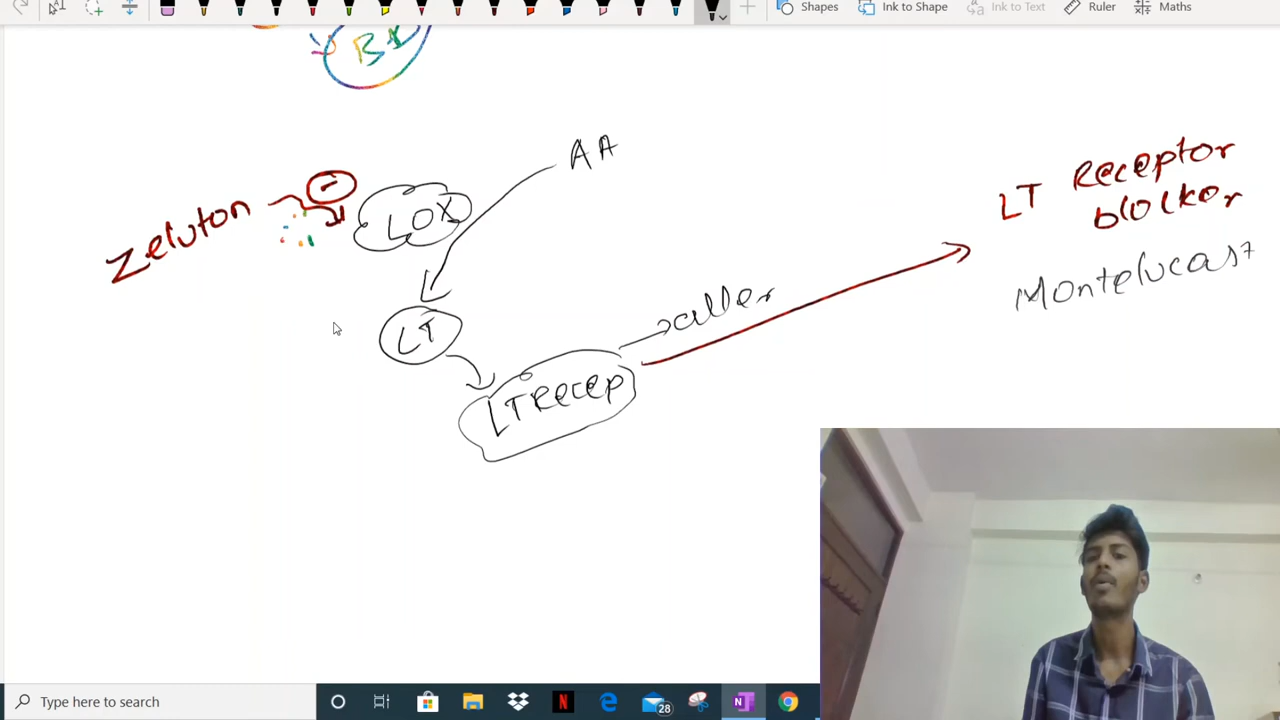 Shapes
Ink to Shape
Ink to Text
Ruler
Maths
AA
Zeluton
LOX
LT Receptor
blocker
Montelucast
LT
LTRecep
Type here to search
28